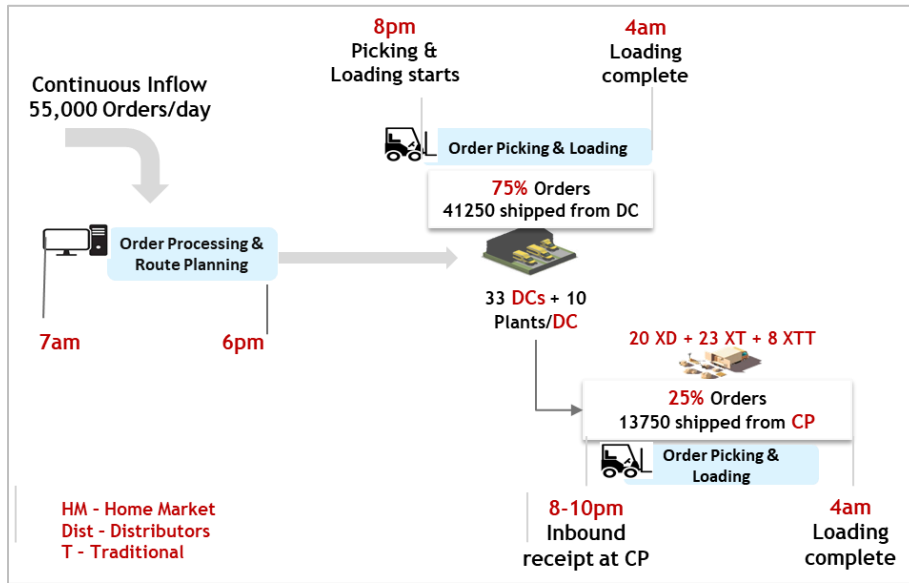 8pm
Picking &
Loading starts
4am
Loading
complete
Continuous Inflow
55,000 Orders/day
Order Picking & Loading
75% Orders
41250 shipped from DC
Order Processing &
Route Planning
7am
6pm
33 DCs + 10
Plants/DC
20 XD + 23 XT + 8 XTT
25% Orders
13750 shipped from CP
Order Picking &
Loading
8-10pm
Inbound
receipt at CP
4am
Loading
complete
HM - Home Market
Dist - Distributors
T - Traditional